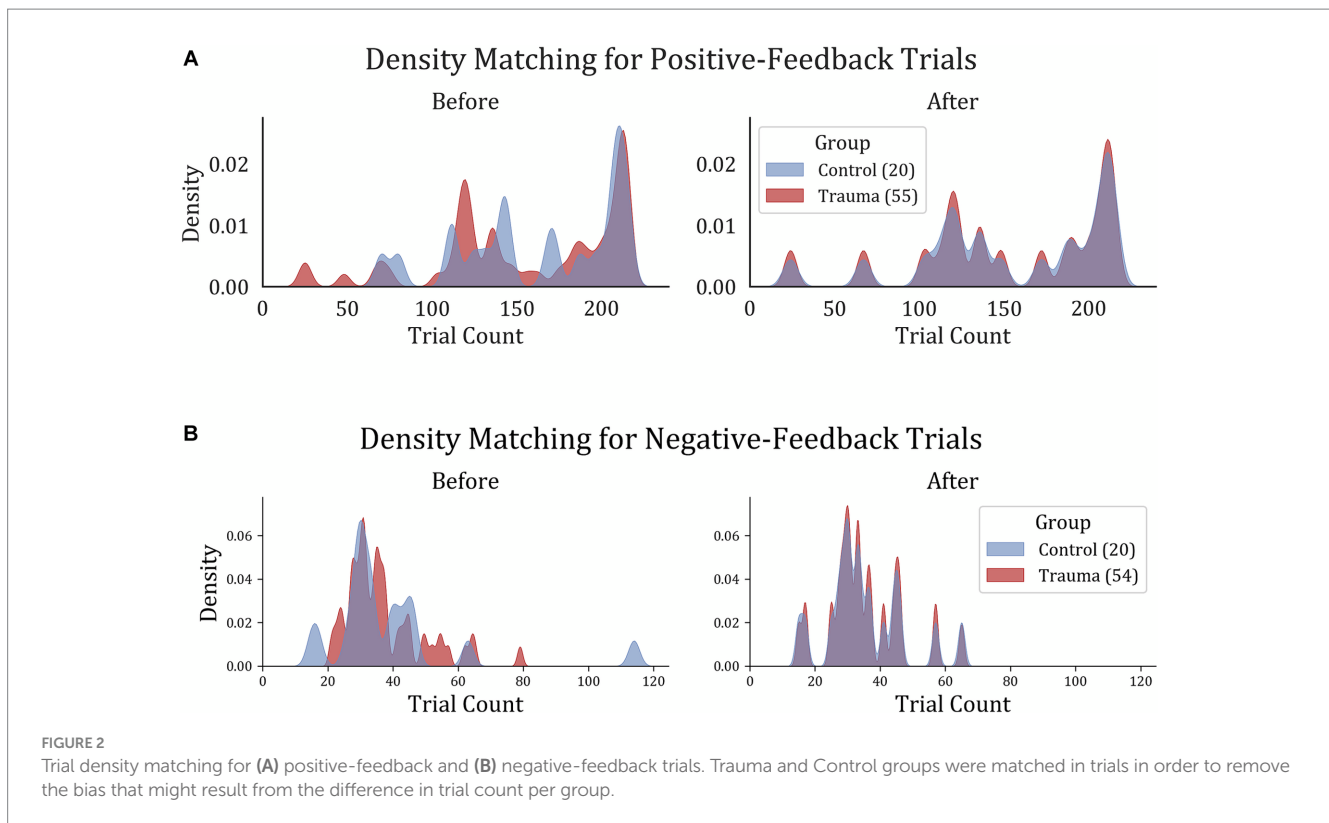 A
Density Matching for Positive-Feedback Trials
Before
After
Density
0.02
0.01
0.00
0 50 100 150 200
Trial Count
0.02
0.01
0.00
0 50 100 150 200
Trial Count
Group
Control (20)
Trauma (55)
B
Density Matching for Negative-Feedback Trials
Before
After
Density
0.06
0.04
0.02
0.00
0 20 40 60 80 100 120
Trial Count
0.06
0.04
0.02
0.00
0 20 40 60 80 100 120
Trial Count
Group
Control (20)
Trauma (54)
FIGURE 2
Trial density matching for (A) positive-feedback and (B) negative-feedback trials. Trauma and Control groups were matched in trials in order to remove
the bias that might result from the difference in trial count per group.